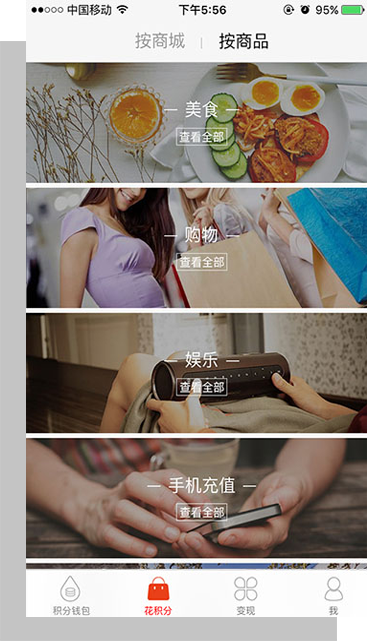 中国移动 下午5:56 95%
按商城 | 按商品
美食
查看全部
购物
查看全部
娱乐
查看全部
手机充值
查看全部
积分钱包 花积分 变现 我